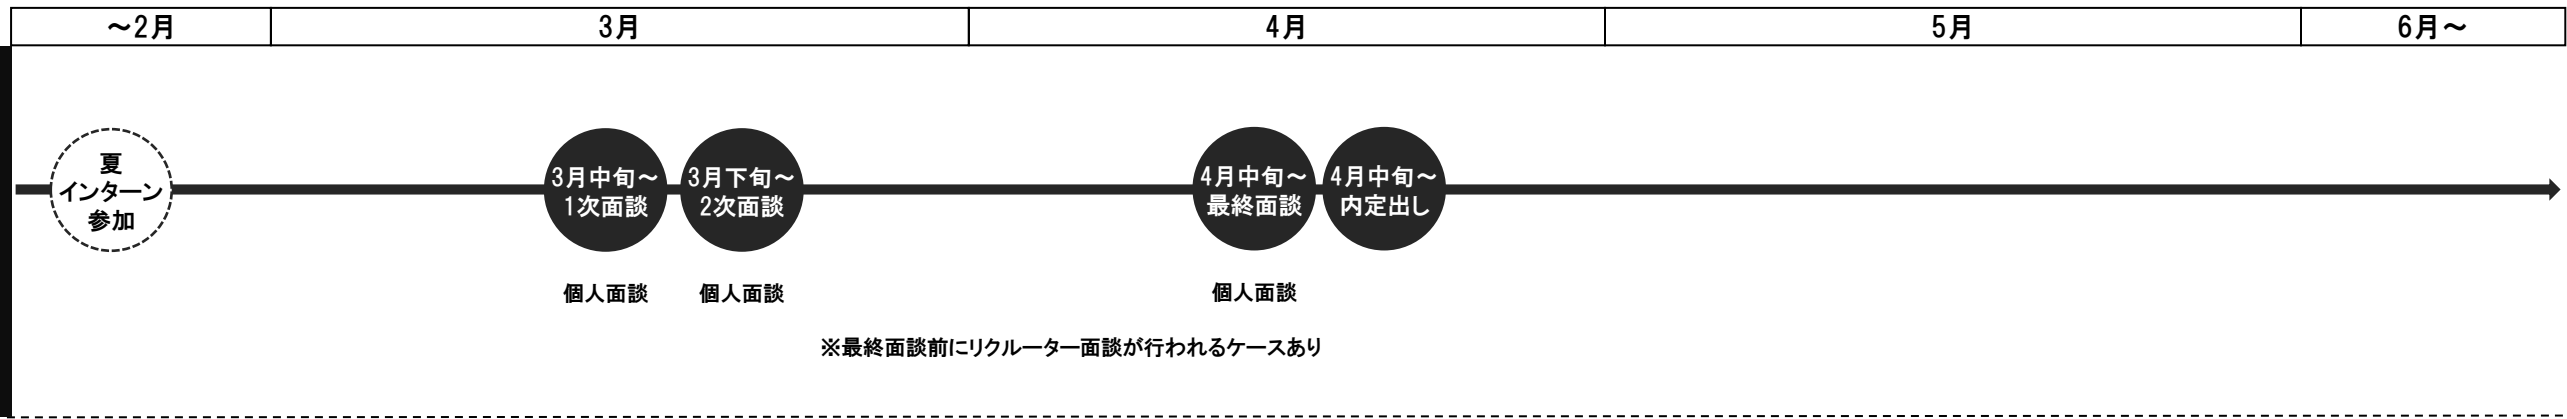 ～2月
3月
4月
5月
6月～
夏
インターン
参加
3月中旬～
1次面談
3月下旬～
2次面談
4月中旬～
最終面談
4月中旬～
内定出し
個人面談
個人面談
個人面談
※最終面談前にリクルーター面談が行われるケースあり